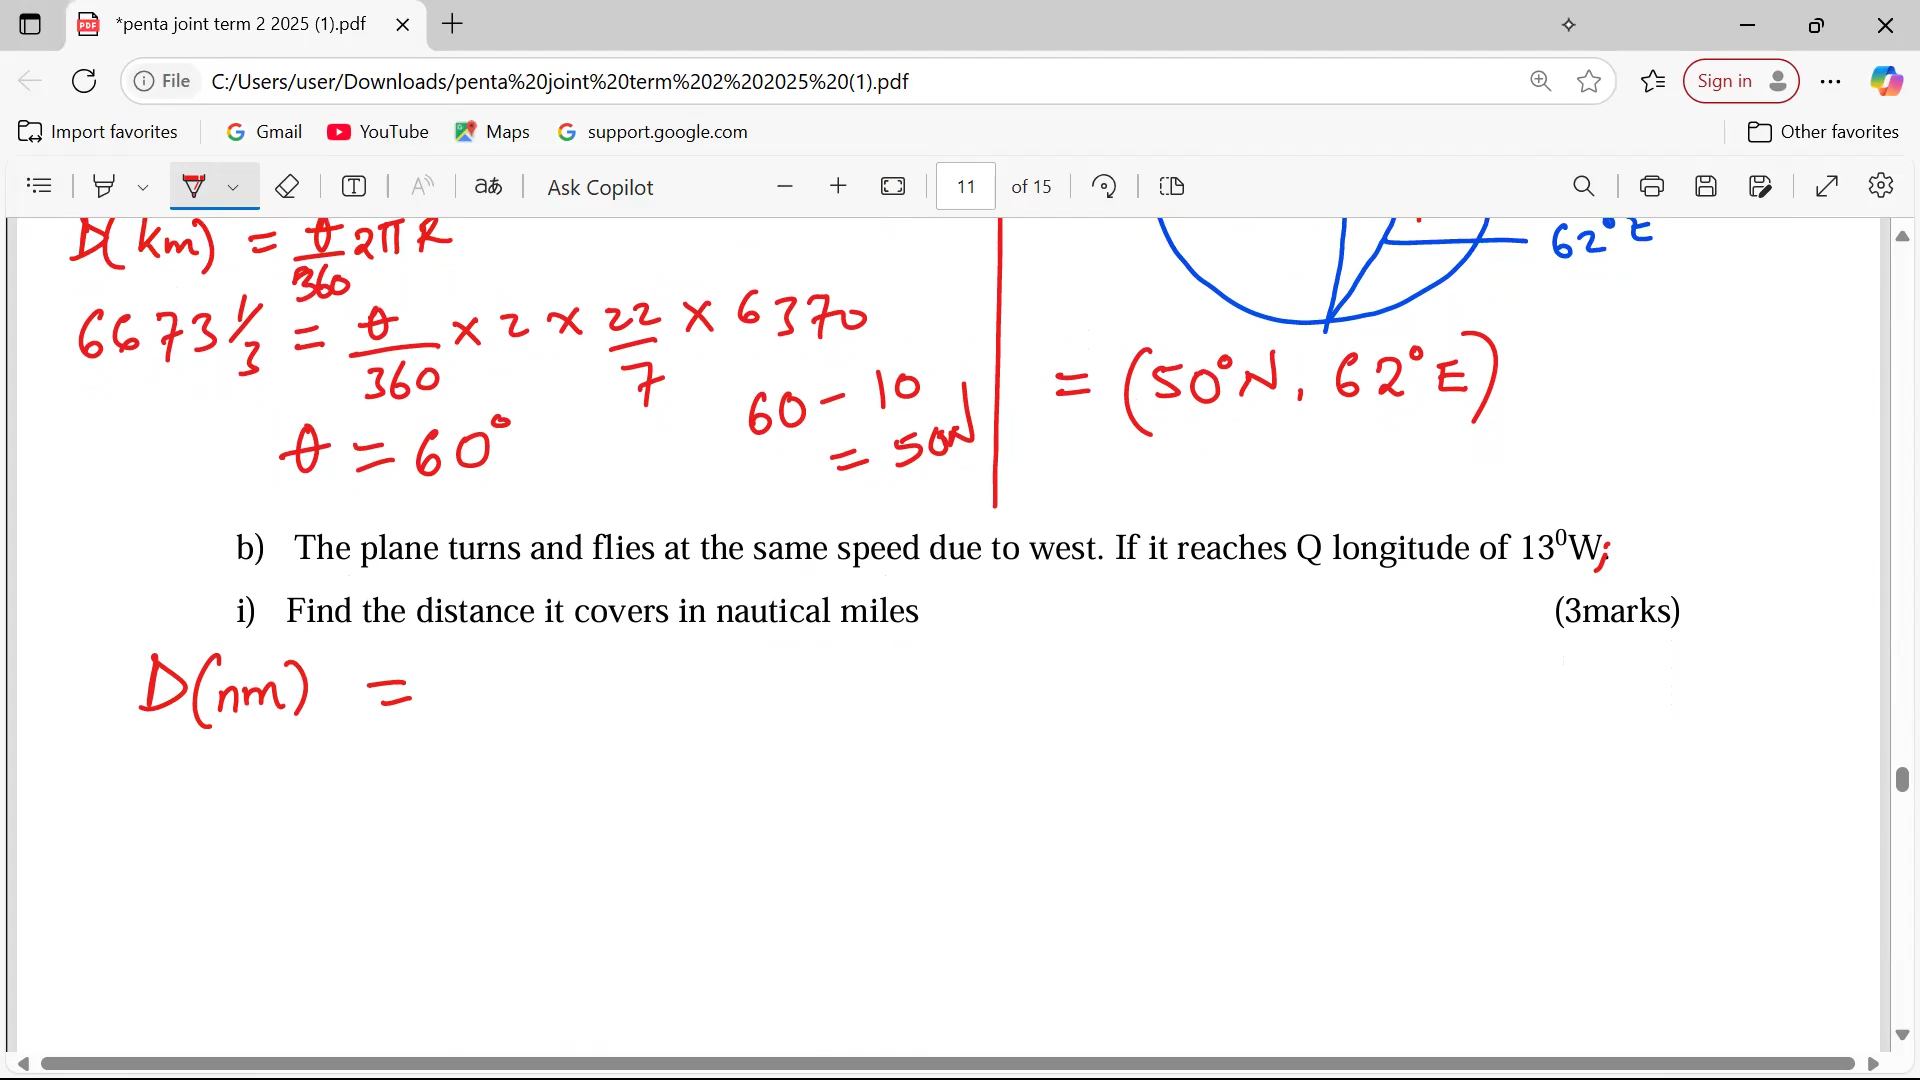 *penta joint term 2 2025 (1).pdf
File C:/Users/user/Downloads/penta%20joint%20term%202%202025%20(1).pdf
Sign in
Import favorites Gmail YouTube Maps support.google.com Other favorites
Ask Copilot 11 of 15
D(km) = θ/360 2πR
62°E
6673 1/3 = θ/360 × 2 × 22/7 × 6370
= (50°N, 62°E)
60 - 10
= 50N
θ = 60°
b) The plane turns and flies at the same speed due to west. If it reaches Q longitude of 13⁰W;
i) Find the distance it covers in nautical miles (3marks)
D(nm) =